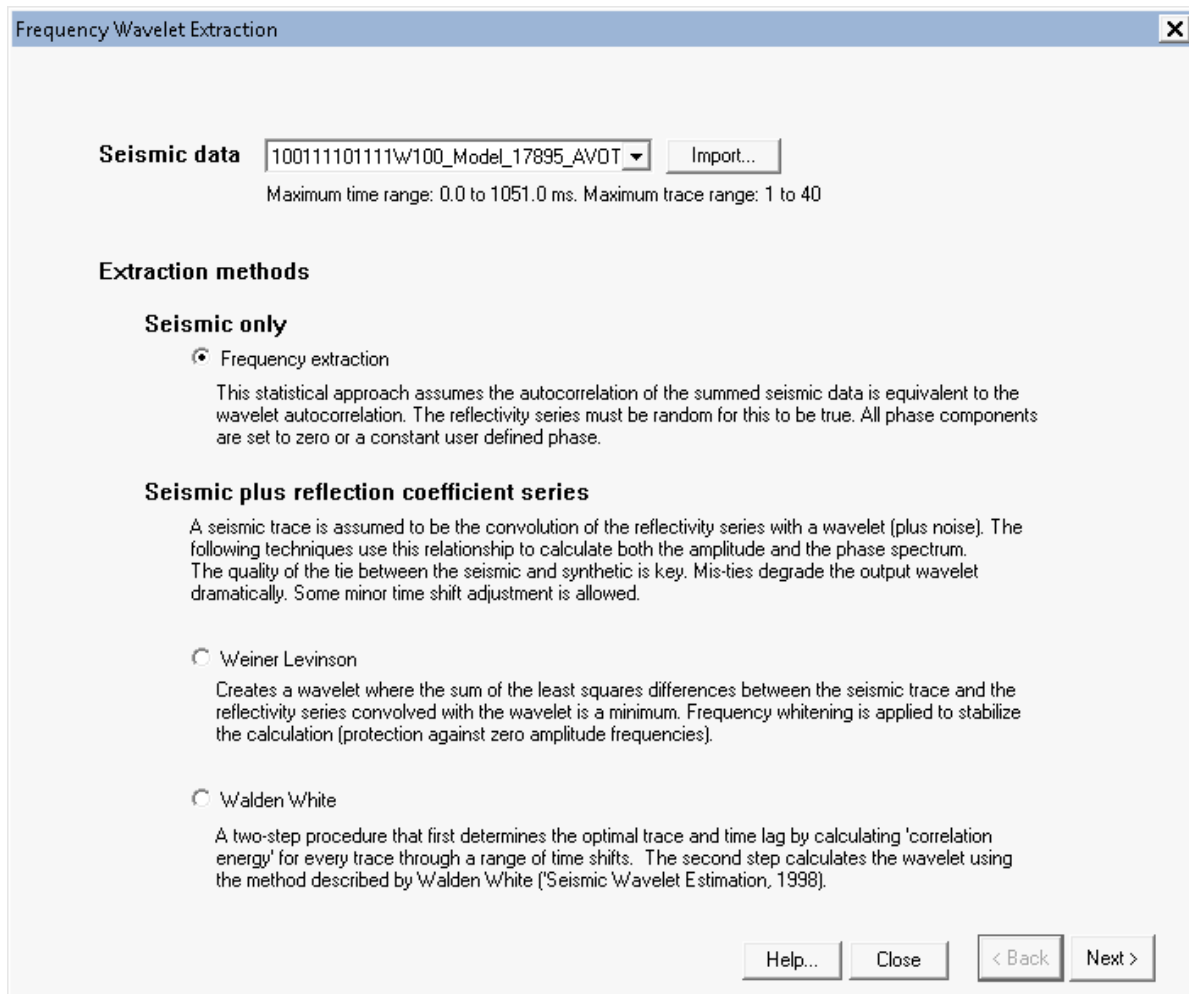 Frequency Wavelet Extraction
Seismic data 100111101111W100_Model_17895_AVOT Import...
Maximum time range: 0.0 to 1051.0 ms. Maximum trace range: 1 to 40
Extraction methods
Seismic only
Frequency extraction
This statistical approach assumes the autocorrelation of the summed seismic data is equivalent to the
wavelet autocorrelation. The reflectivity series must be random for this to be true. All phase components
are set to zero or a constant user defined phase.
Seismic plus reflection coefficient series
A seismic trace is assumed to be the convolution of the reflectivity series with a wavelet (plus noise). The
following techniques use this relationship to calculate both the amplitude and the phase spectrum.
The quality of the tie between the seismic and synthetic is key. Mis-ties degrade the output wavelet
dramatically. Some minor time shift adjustment is allowed.
Weiner Levinson
Creates a wavelet where the sum of the least squares differences between the seismic trace and the
reflectivity series convolved with the wavelet is a minimum. Frequency whitening is applied to stabilize
the calculation (protection against zero amplitude frequencies).
Walden White
A two-step procedure that first determines the optimal trace and time lag by calculating 'correlation
energy' for every trace through a range of time shifts. The second step calculates the wavelet using
the method described by Walden White ('Seismic Wavelet Estimation, 1998).
Help... Close < Back Next >